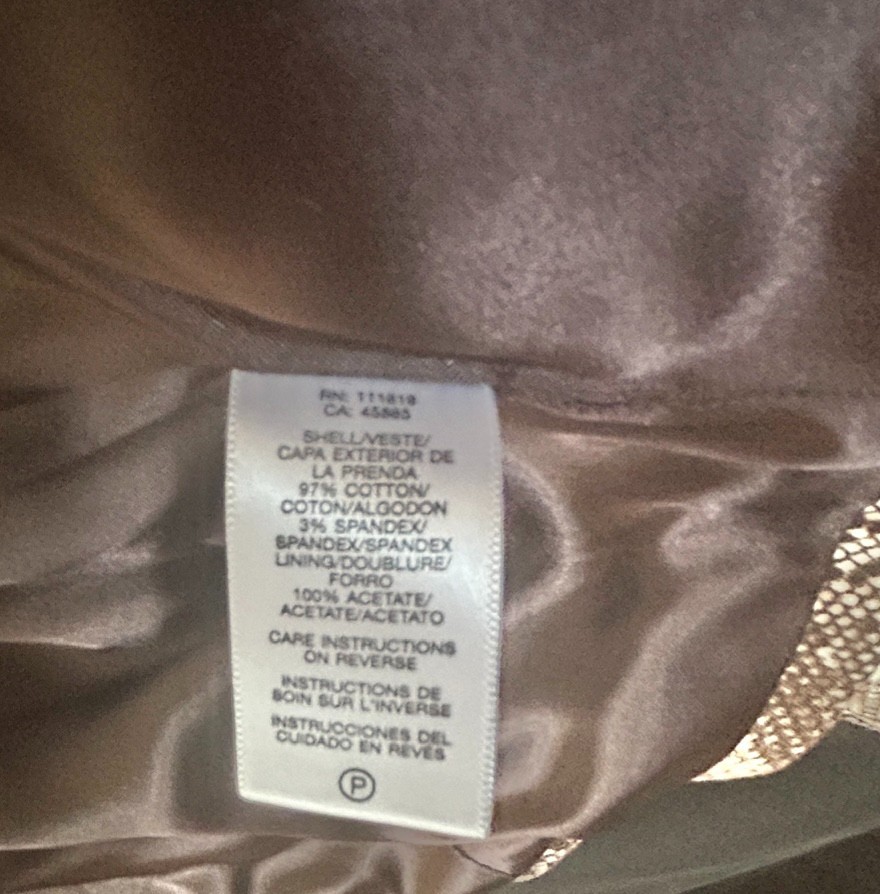 RN: 111819
CA: 45885
SHELL/VESTE/
CAPA EXTERIOR DE
LA PRENDA
97% COTTON/
COTON/ALGODON
3% SPANDEX/
SPANDEX/SPANDEX
LINING/DOUBLURE/
FORRO
100% ACETATE/
ACETATE/ACETATO
CARE INSTRUCTIONS
ON REVERSE
INSTRUCTIONS DE
SOIN SUR L'INVERSE
INSTRUCCIONES DEL
CUIDADO EN REVÉS
P